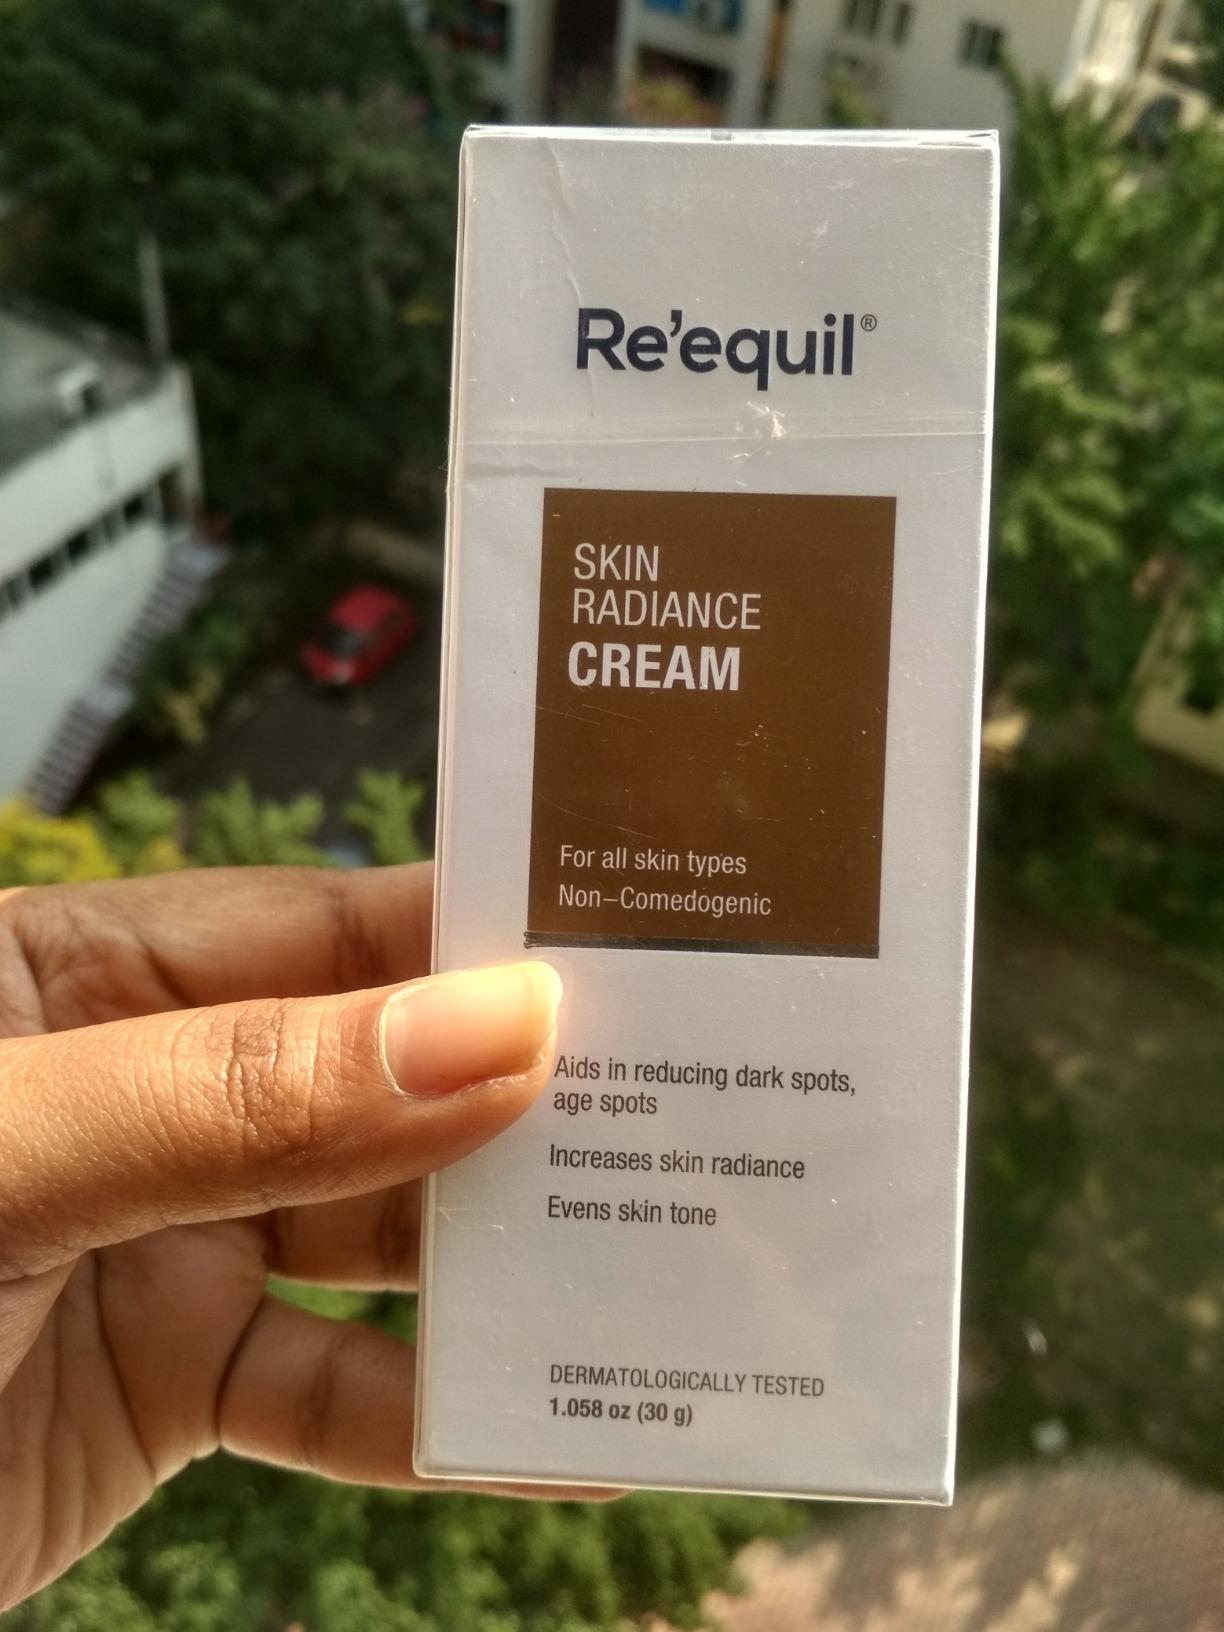 Re'equil®
SKIN
RADIANCE
CREAM
For all skin types
Non–Comedogenic
Aids in reducing dark spots,
age spots
Increases skin radiance
Evens skin tone
DERMATOLOGICALLY TESTED
1.058 oz (30 g)